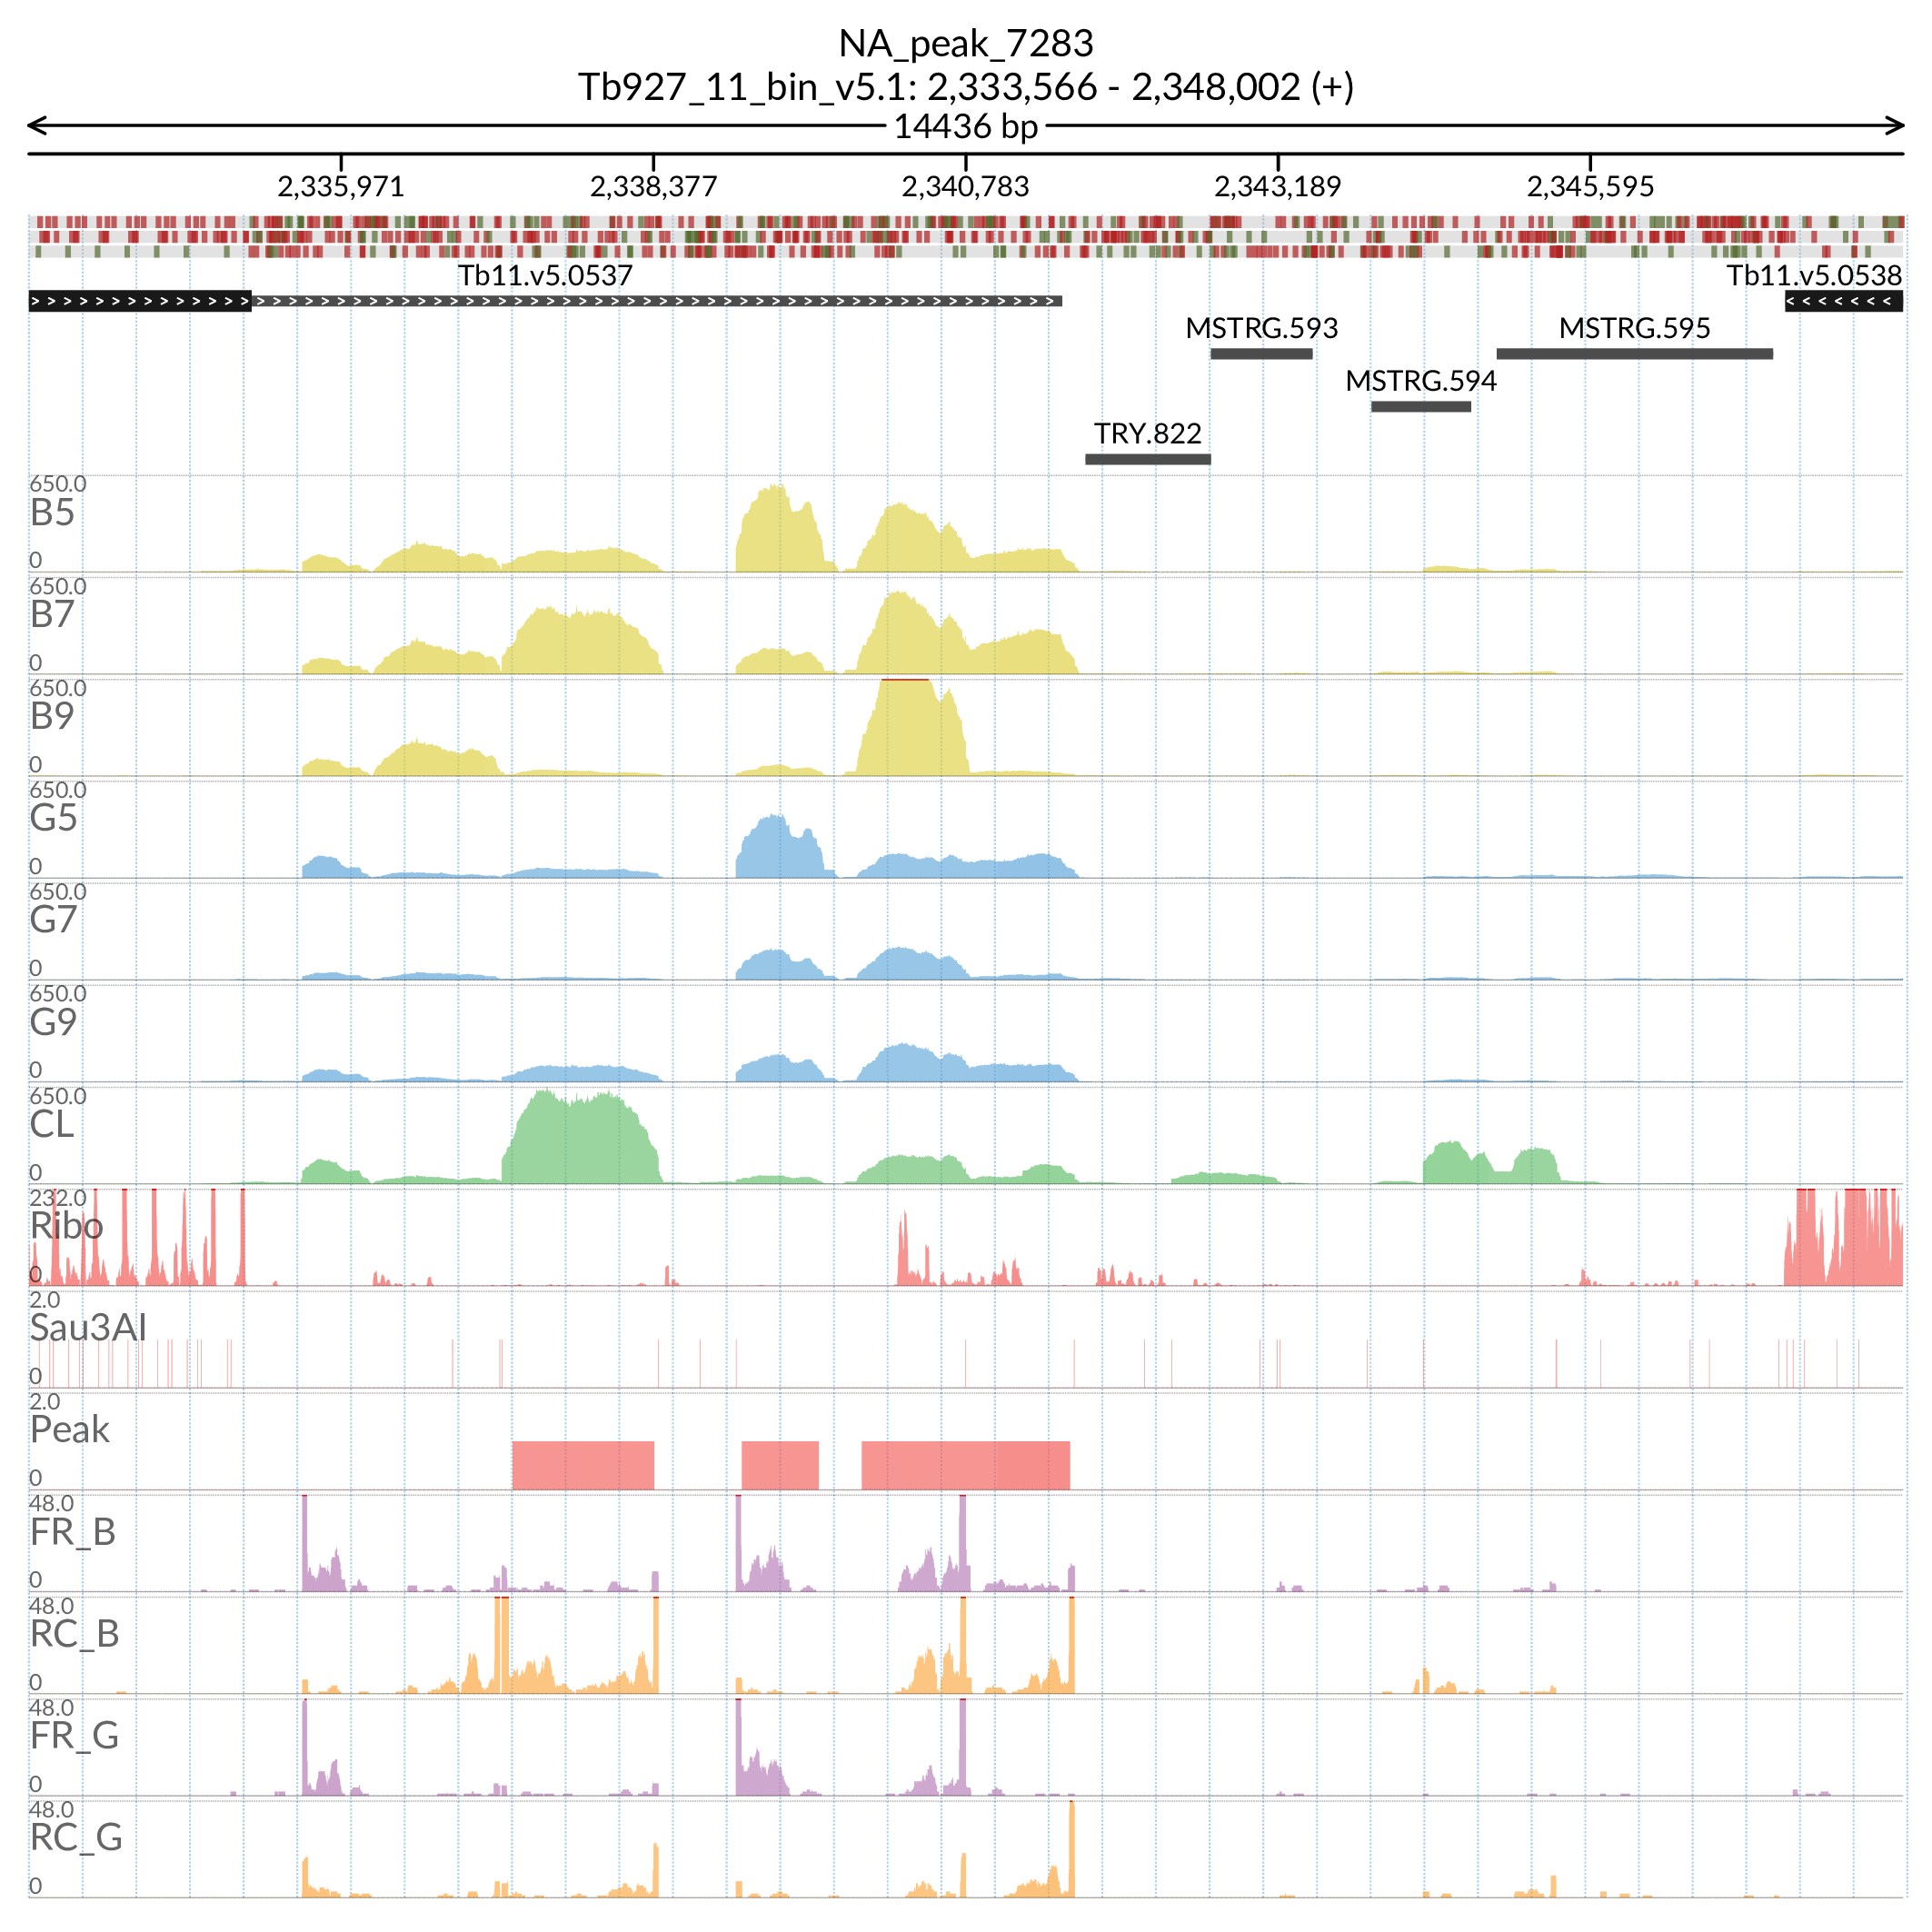 NA_peak_7283
Tb927_11_bin_v5.1: 2,333,566 - 2,348,002 (+)
14436 bp
2,335,971 2,338,377 2,340,783 2,343,189 2,345,595
Tb11.v5.0537 Tb11.v5.0538
MSTRG.593 MSTRG.595
MSTRG.594
TRY.822
650.0
B5
0
650.0
B7
0
650.0
B9
0
650.0
G5
0
650.0
G7
0
650.0
G9
0
650.0
CL
0
232.0
Ribo
0
2.0
Sau3AI
0
2.0
Peak
0
48.0
FR_B
0
48.0
RC_B
0
48.0
FR_G
0
48.0
RC_G
0